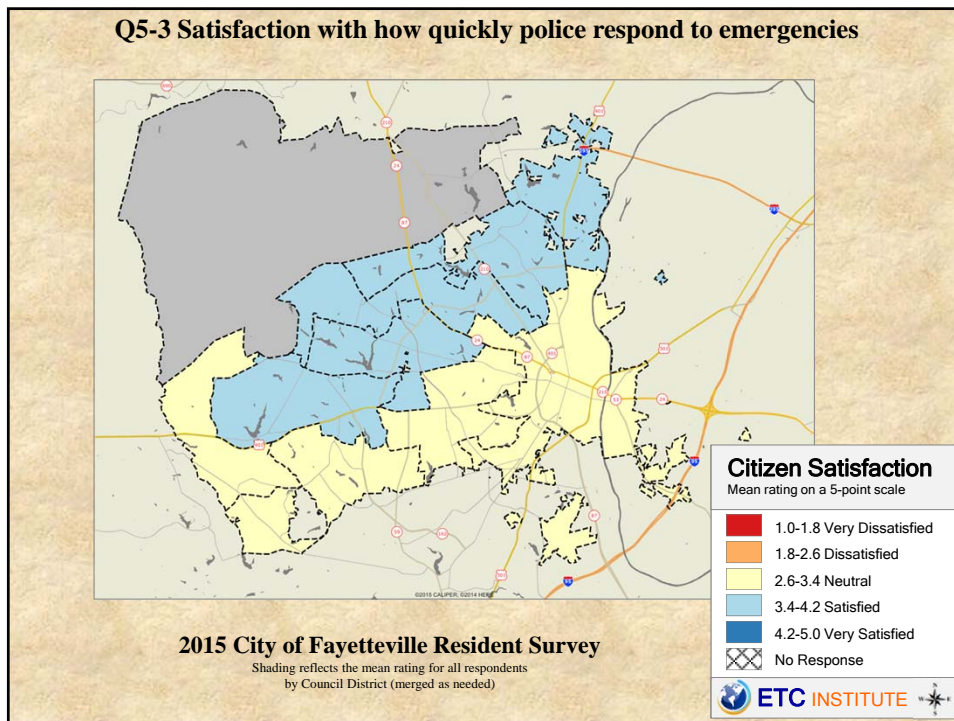 Q5-3 Satisfaction with how quickly police respond to emergencies
©2015 CALIPER; ©2014 HERE
Citizen Satisfaction
Mean rating on a 5-point scale
1.0-1.8 Very Dissatisfied
1.8-2.6 Dissatisfied
2.6-3.4 Neutral
3.4-4.2 Satisfied
4.2-5.0 Very Satisfied
No Response
ETC INSTITUTE
2015 City of Fayetteville Resident Survey
Shading reflects the mean rating for all respondents
by Council District (merged as needed)